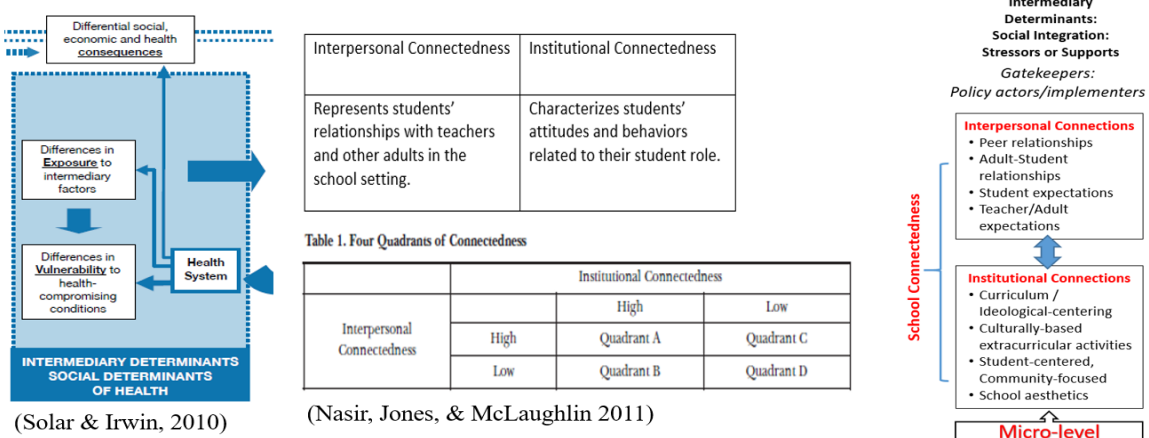 Differential social,
economic and health
consequences
Differences in
Exposure to
intermediary
factors
Differences in
Vulnerability to
health-
compromising
conditions
Health
System
INTERMEDIARY DETERMINANTS
SOCIAL DETERMINANTS
OF HEALTH
(Solar & Irwin, 2010)
Interpersonal Connectedness
Institutional Connectedness
Represents students’
relationships with teachers
and other adults in the
school setting.
Characterizes students’
attitudes and behaviors
related to their student role.
Table 1. Four Quadrants of Connectedness
Institutional Connectedness
High Low
Interpersonal
Connectedness
High Quadrant A Quadrant C
Low Quadrant B Quadrant D
(Nasir, Jones, & McLaughlin 2011)
Intermediary
Determinants:
Social Integration:
Stressors or Supports
Gatekeepers:
Policy actors/implementers
School Connectedness
Interpersonal Connections
• Peer relationships
• Adult-Student
relationships
• Student expectations
• Teacher/Adult
expectations
Institutional Connections
• Curriculum /
Ideological-centering
• Culturally-based
extracurricular activities
• Student-centered,
Community-focused
• School aesthetics
Micro-level